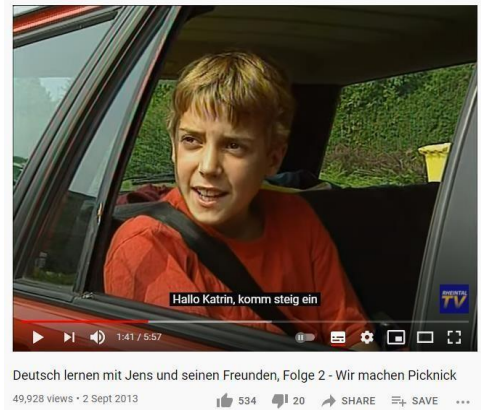 Hallo Katrin, komm steig ein
RHEINTAL
TV
1:41 / 5:57
Deutsch lernen mit Jens und seinen Freunden, Folge 2 - Wir machen Picknick
49,928 views • 2 Sept 2013
534
20
SHARE
SAVE